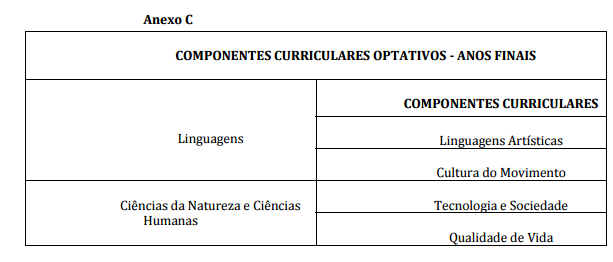 Anexo C
COMPONENTES CURRICULARES OPTATIVOS - ANOS FINAIS
COMPONENTES CURRICULARES
Linguagens
Linguagens Artísticas
Cultura do Movimento
Ciências da Natureza e Ciências
Humanas
Tecnologia e Sociedade
Qualidade de Vida